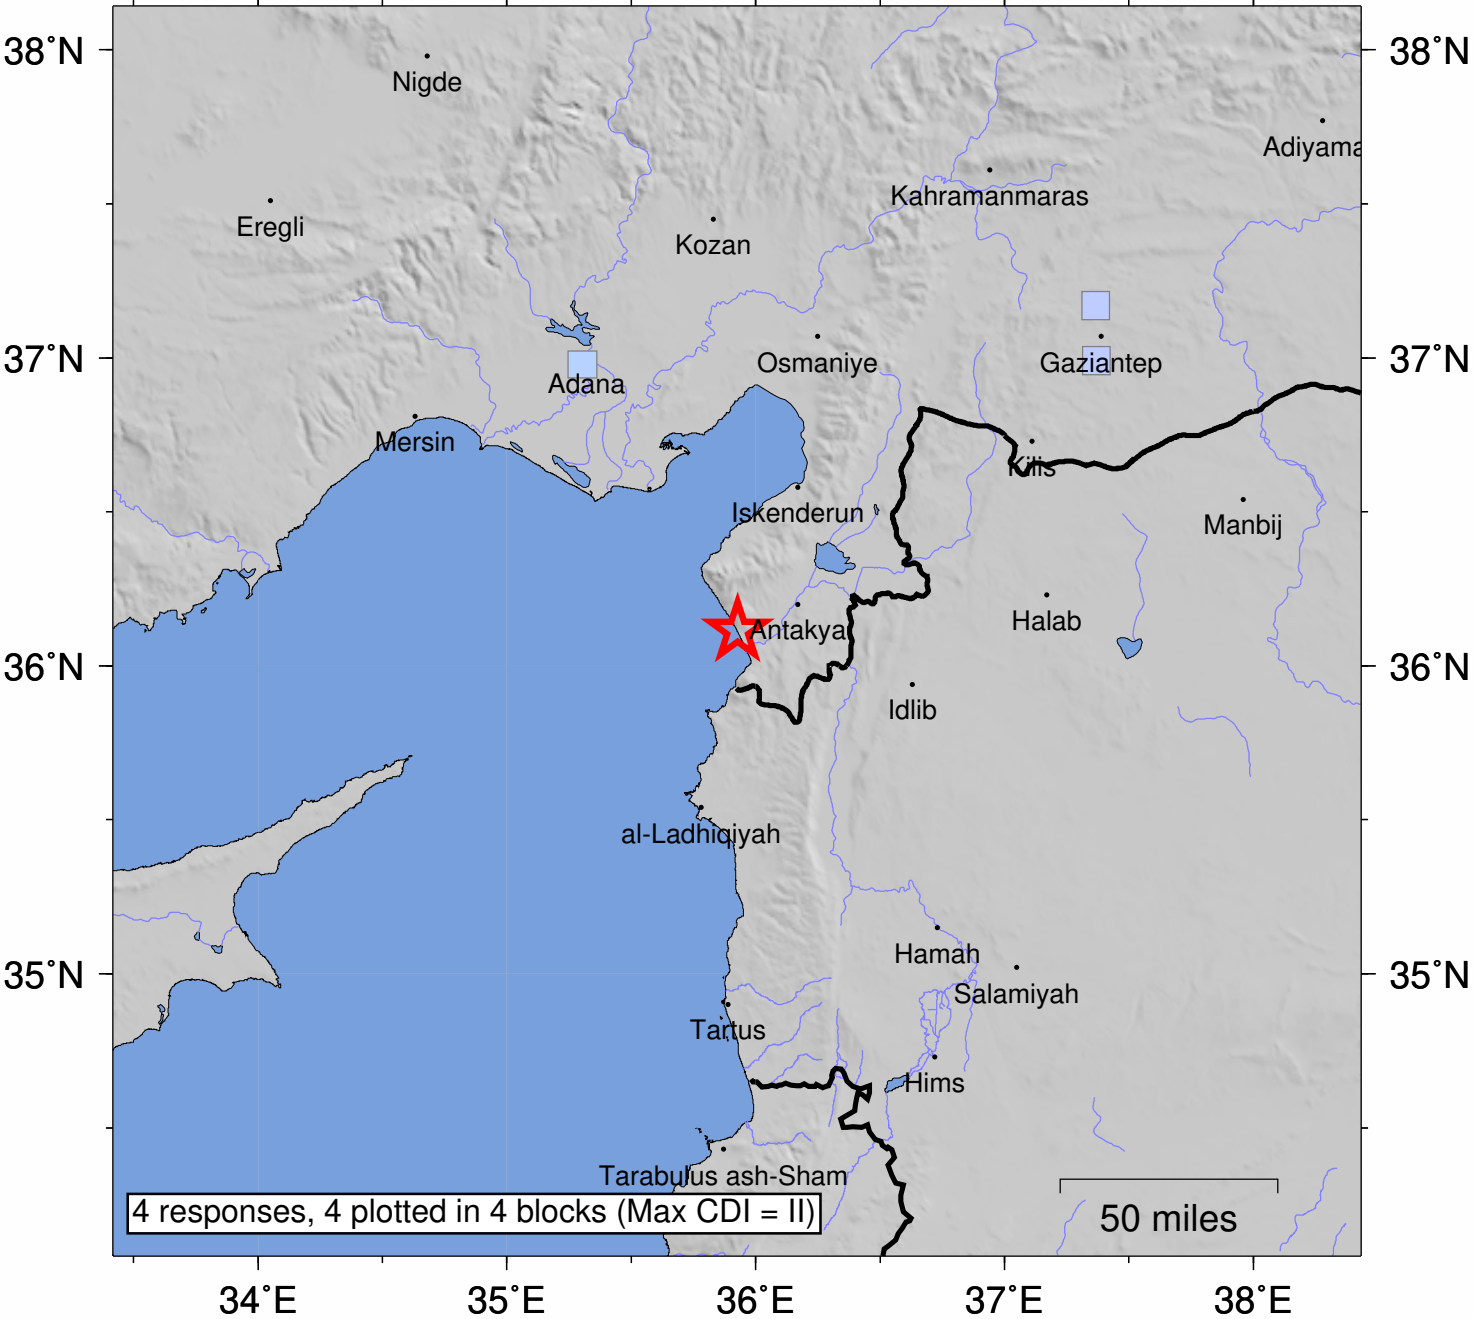 38˚N
38˚N
Nigde
Adiyama
Kahramanmaras
Eregli
Kozan
37˚N
37˚N
Osmaniye
Gaziantep
Adana
Mersin
Kilis
Iskenderun
Manbij
Halab
Antakya
36˚N
36˚N
Idlib
al-Ladhiqiyah
Hamah
35˚N
35˚N
Salamiyah
Tartus
Hims
Tarabulus ash-Sham
4 responses, 4 plotted in 4 blocks (Max CDI = II)
50 miles
34˚E
35˚E
36˚E
37˚E
38˚E